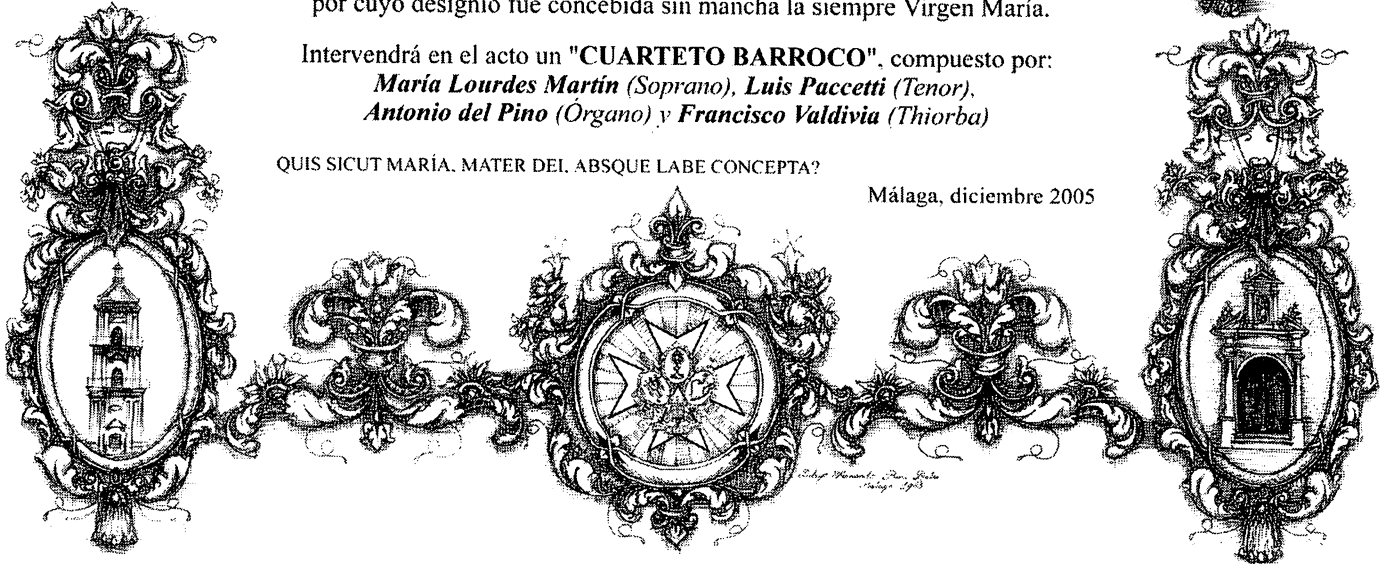 por cuyo designio fue concebida sin mancha la siempre Virgen María.
Intervendrá en el acto un "CUARTETO BARROCO", compuesto por:
María Lourdes Martín (Soprano), Luis Paccetti (Tenor),
Antonio del Pino (Órgano) y Francisco Valdivia (Thiorba)
QUIS SICUT MARÍA, MATER DEI, ABSQUE LABE CONCEPTA?
Málaga, diciembre 2005